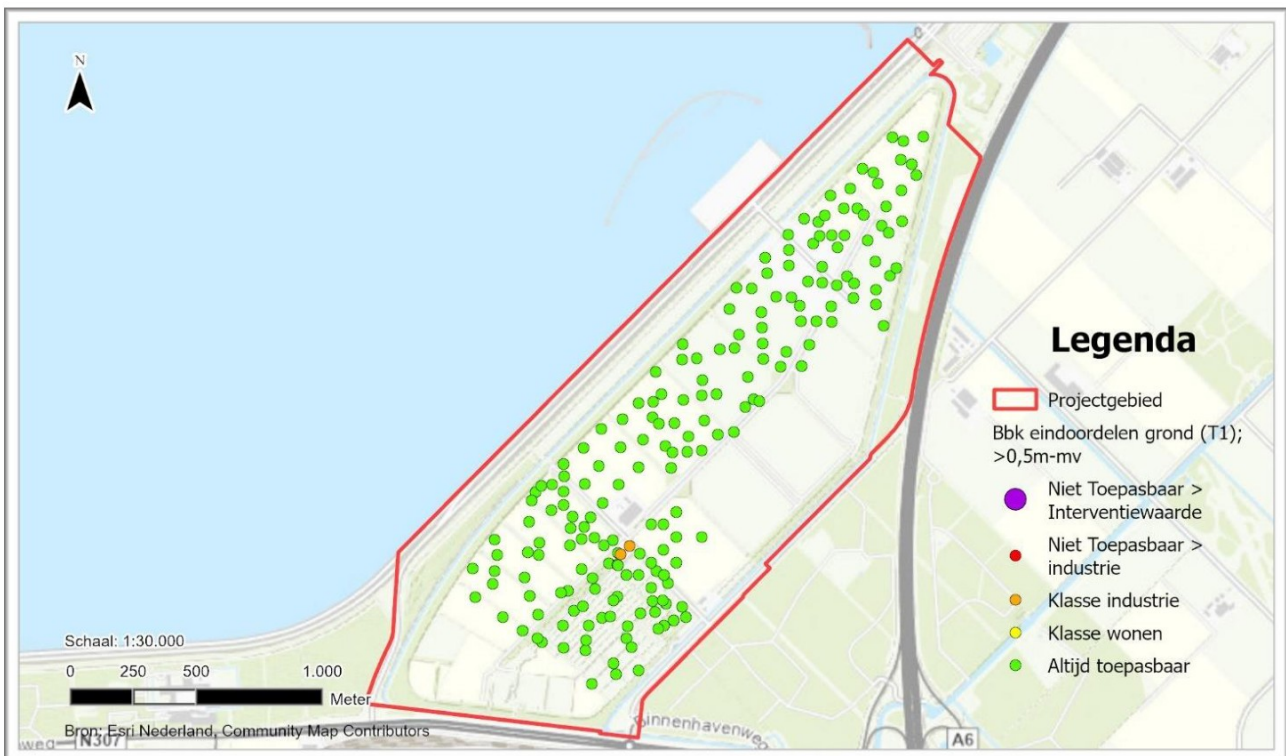 N
Legenda
Projectgebied
Bbk eindoordelen grond (T1);
>0,5m-mv
Niet Toepasbaar >
Interventiewaarde
Niet Toepasbaar >
industrie
Klasse industrie
Klasse wonen
Altijd toepasbaar
Schaal: 1:30.000
0 250 500 1.000
Meter
Bron: Esri Nederland, Community Map Contributors
weg N307
Binnenhavenweg
A6